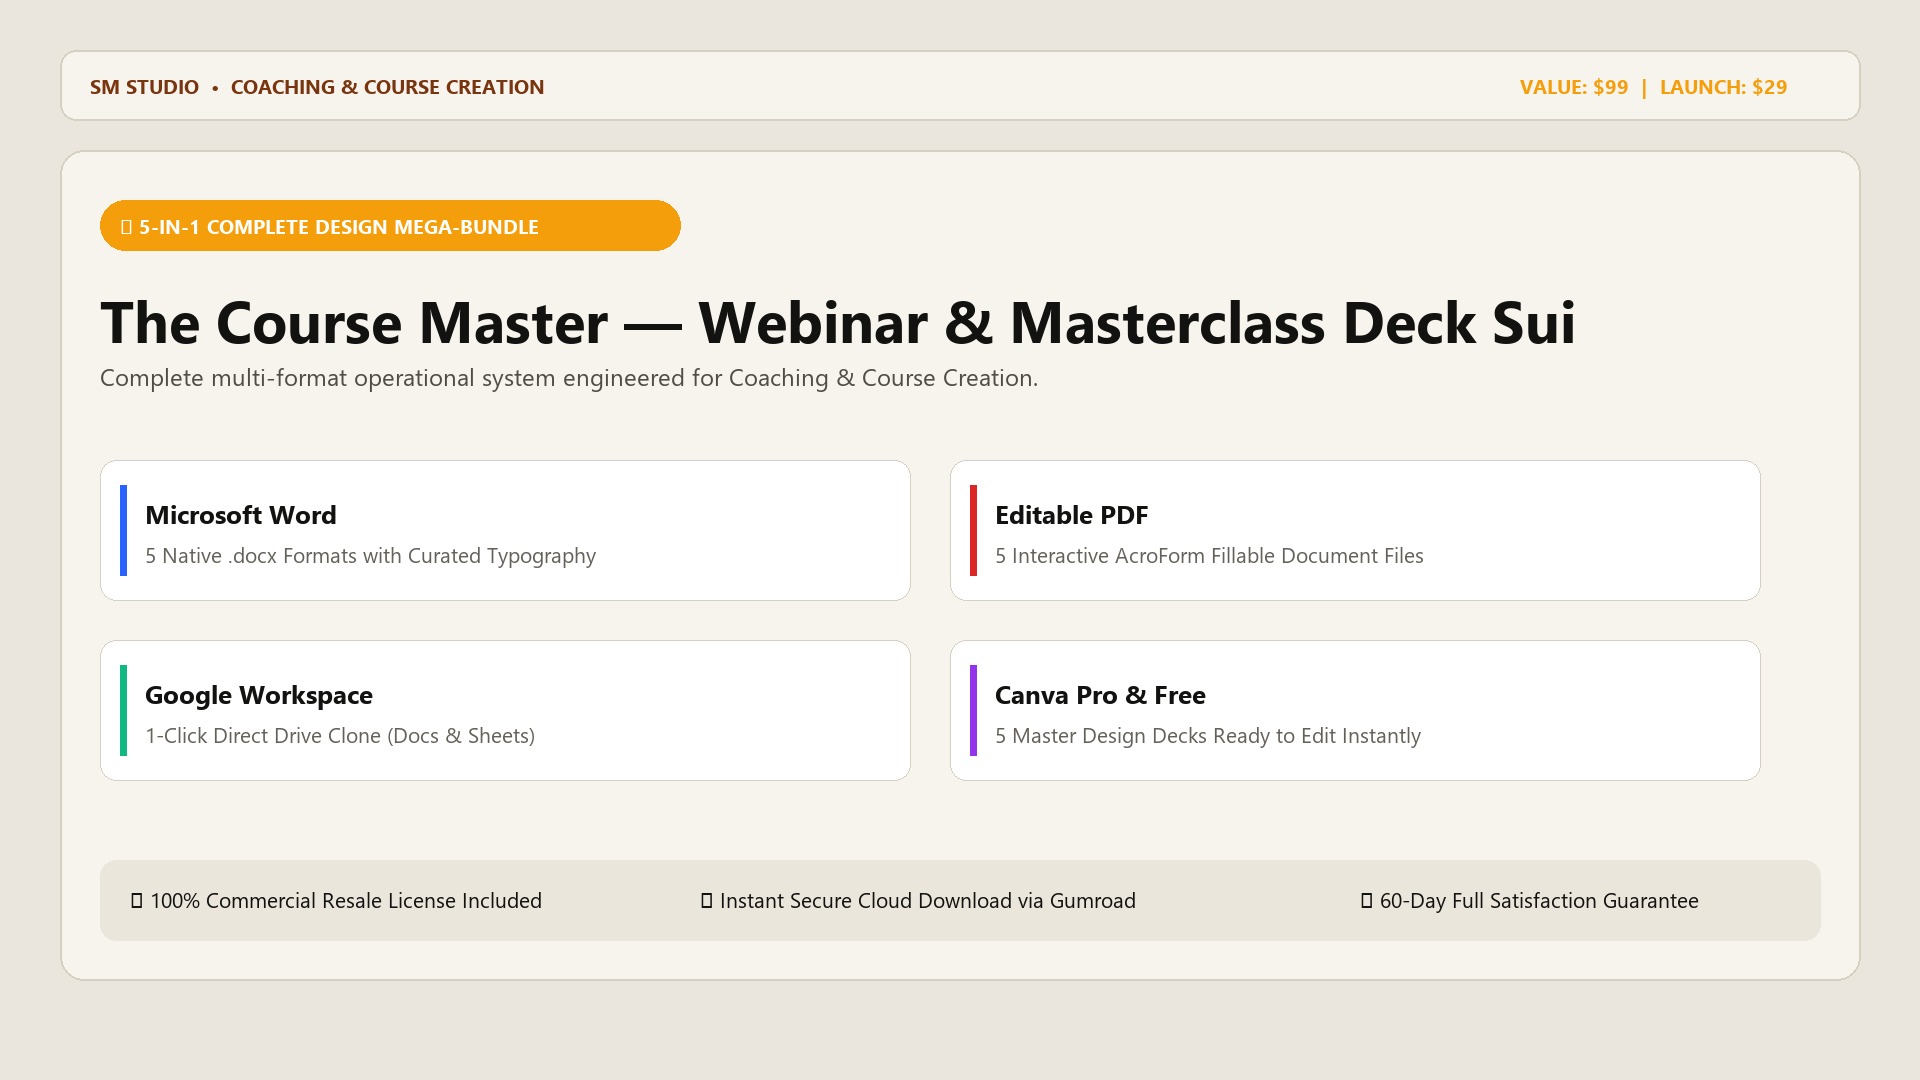 SM STUDIO • COACHING & COURSE CREATION
VALUE: $99 | LAUNCH: $29
▯ 5-IN-1 COMPLETE DESIGN MEGA-BUNDLE
The Course Master — Webinar & Masterclass Deck Sui
Complete multi-format operational system engineered for Coaching & Course Creation.
Microsoft Word
5 Native .docx Formats with Curated Typography
Editable PDF
5 Interactive AcroForm Fillable Document Files
Google Workspace
1-Click Direct Drive Clone (Docs & Sheets)
Canva Pro & Free
5 Master Design Decks Ready to Edit Instantly
▯ 100% Commercial Resale License Included
▯ Instant Secure Cloud Download via Gumroad
▯ 60-Day Full Satisfaction Guarantee